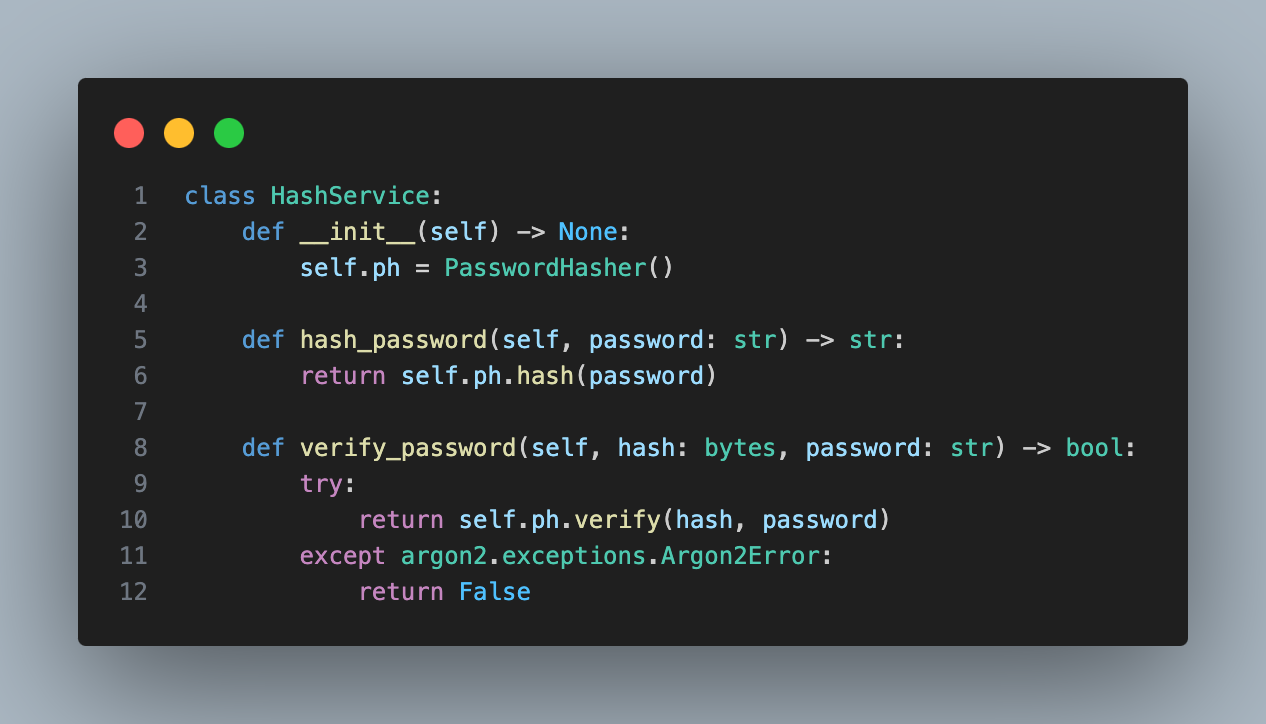 1 class HashService:
2     def __init__(self) -> None:
3         self.ph = PasswordHasher()
4
5     def hash_password(self, password: str) -> str:
6         return self.ph.hash(password)
7
8     def verify_password(self, hash: bytes, password: str) -> bool:
9         try:
10             return self.ph.verify(hash, password)
11         except argon2.exceptions.Argon2Error:
12             return False